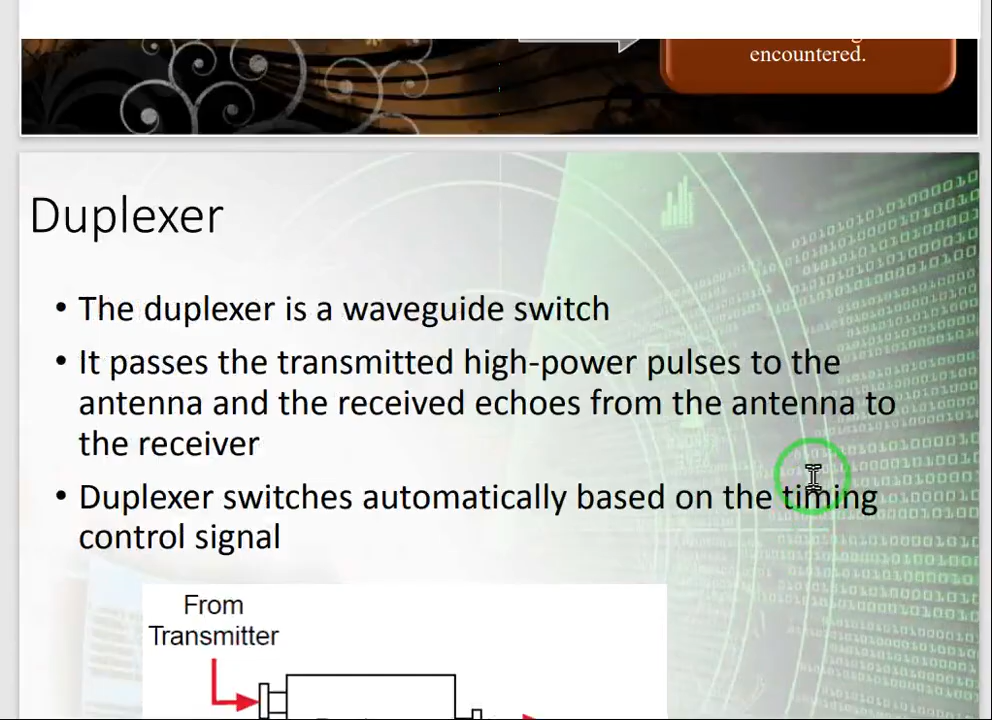 encountered.
Duplexer
• The duplexer is a waveguide switch
• It passes the transmitted high-power pulses to the
antenna and the received echoes from the antenna to
the receiver
• Duplexer switches automatically based on the timing
control signal
From
Transmitter